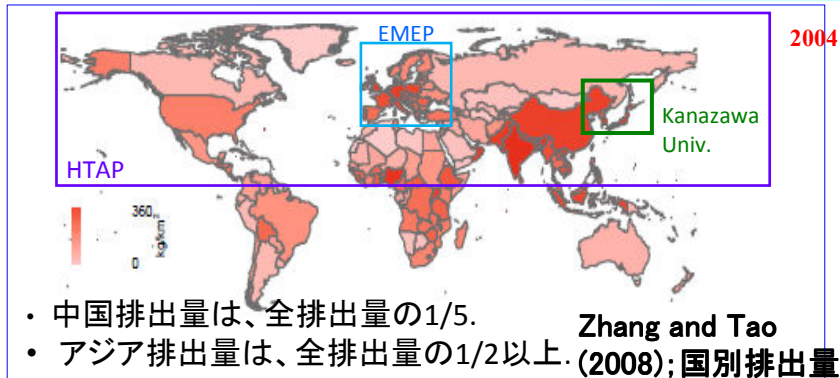 EMEP
2004
Kanazawa
Univ.
HTAP
360
kg/km²
0
・ 中国排出量は、全排出量の1/5.
• アジア排出量は、全排出量の1/2以上.
Zhang and Tao
(2008);国別排出量